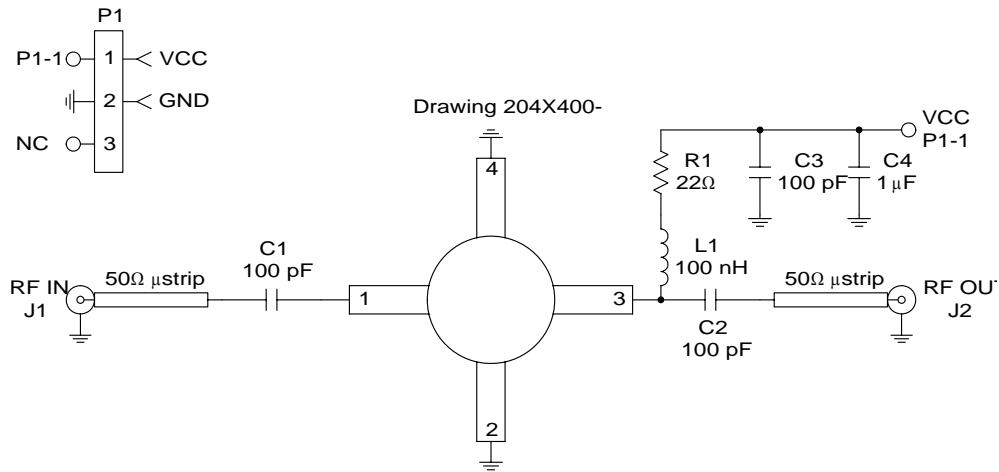 P1
P1-1
1
VCC
2
GND
NC
3
Drawing 204X400-
4
VCC
P1-1
R1
22Ω
C3
100 pF
C4
1 μF
L1
100 nH
C1
100 pF
RF IN
J1
50Ω μstrip
1
3
C2
100 pF
50Ω μstrip
RF OUT
J2
2